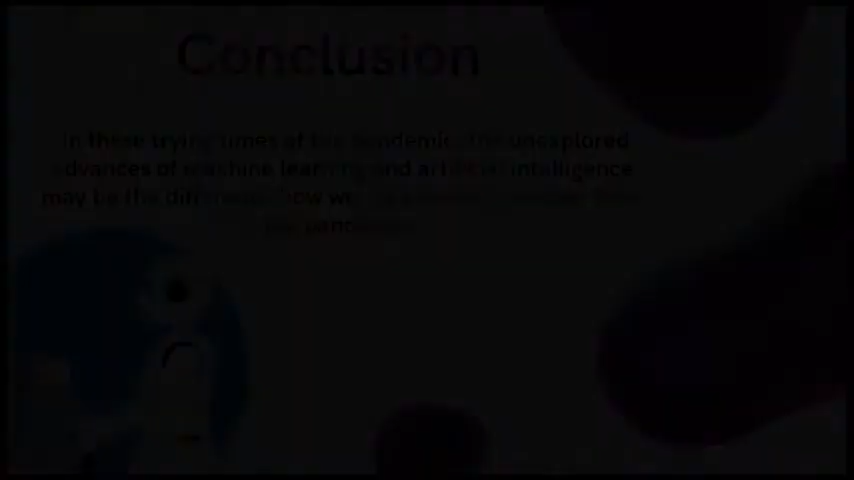 Conclusion
In these trying times of the pandemic, the unexplored
advances of machine learning and artificial intelligence
may be the difference how we
the pandemic